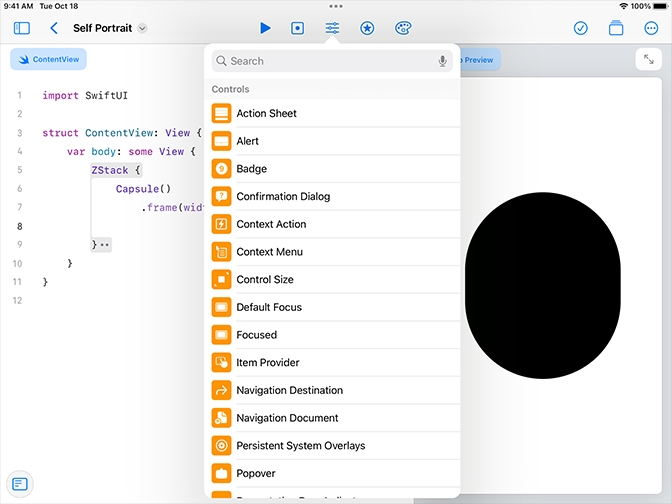 9:41 AM Tue Oct 18
100%
Self Portrait
ContentView
Preview
Search
Controls
Action Sheet
Alert
Badge
Confirmation Dialog
Context Action
Context Menu
Control Size
Default Focus
Focused
Item Provider
Navigation Destination
Navigation Document
Persistent System Overlays
Popover
1 import SwiftUI
2
3 struct ContentView: View {
4 var body: some View {
5 ZStack {
6 Capsule()
7 .frame(wid
8
9 }
10 }
11 }
12